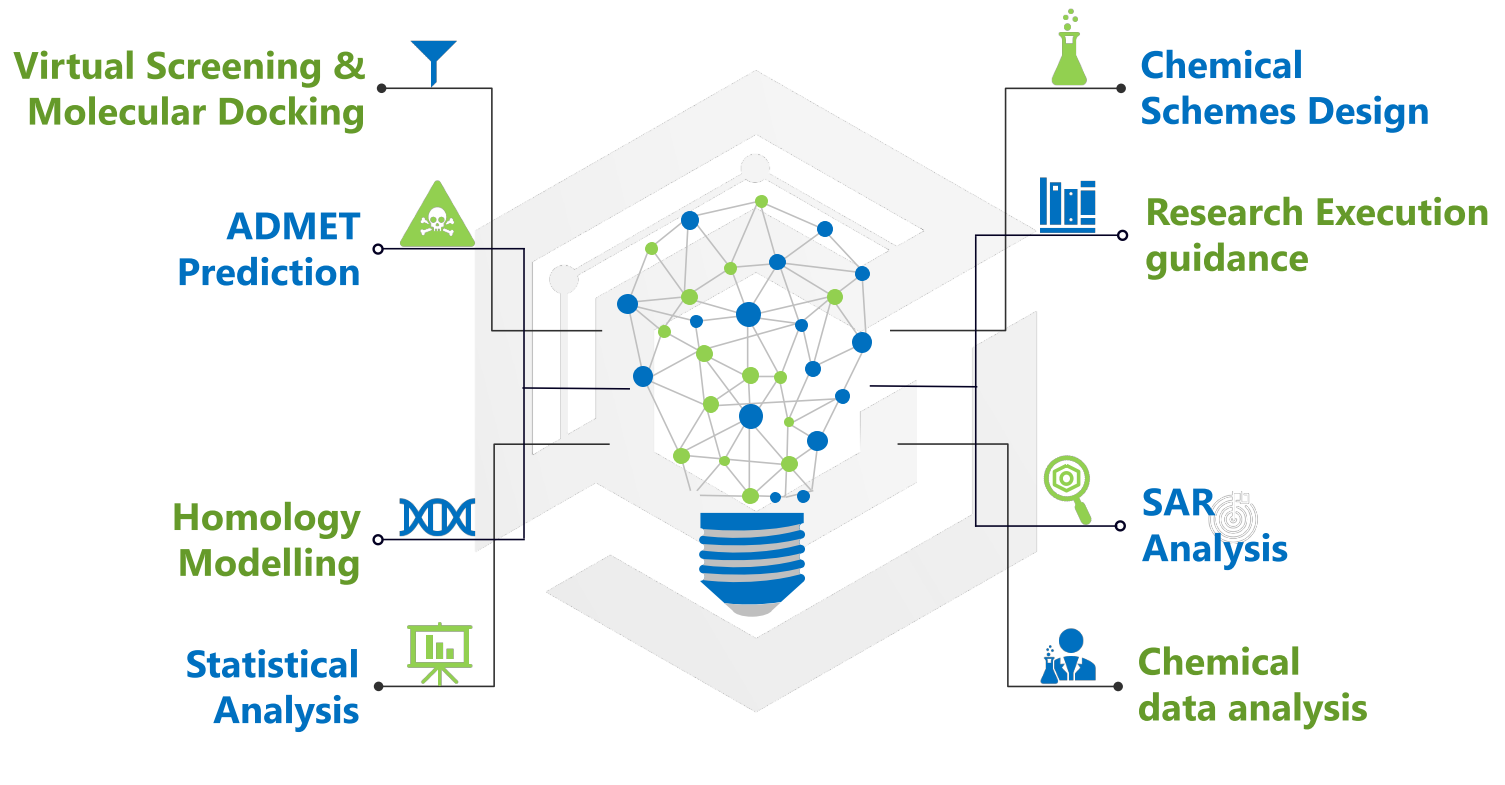 Virtual Screening &
Molecular Docking
ADMET
Prediction
Homology
Modelling
Statistical
Analysis
Chemical
Schemes Design
Research Execution
guidance
SAR
Analysis
Chemical
data analysis